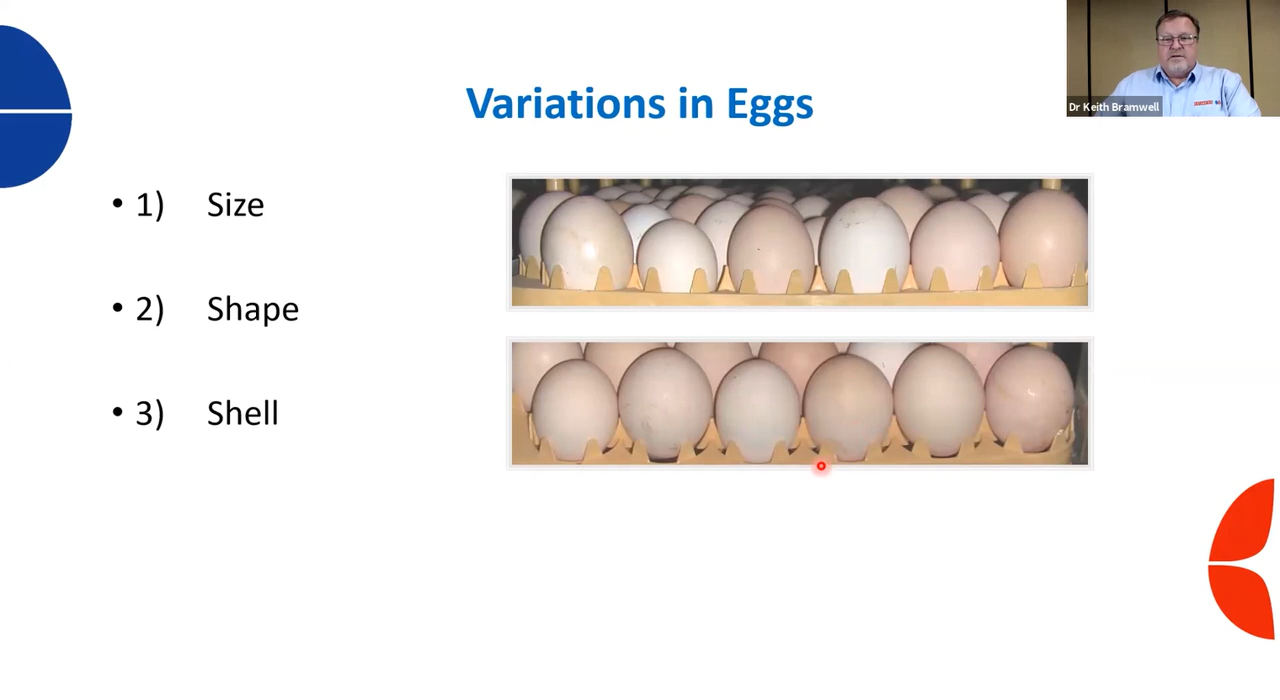 Dr Keith Bramwell
Variations in Eggs
• 1) Size
• 2) Shape
• 3) Shell